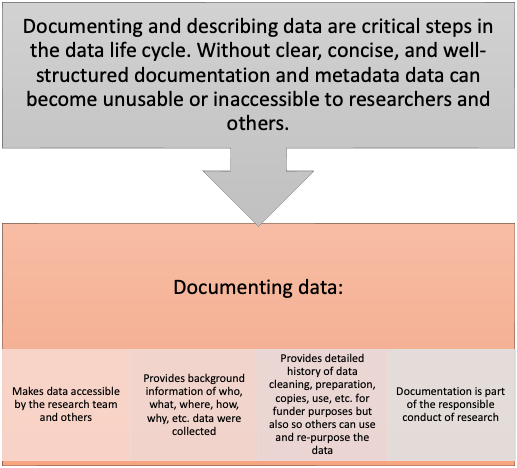 Documenting and describing data are critical steps in
the data life cycle. Without clear, concise, and well-
structured documentation and metadata data can
become unusable or inaccessible to researchers and
others.
Documenting data:
Makes data accessible
by the research team
and others
Provides background
information of who,
what, where, how,
why, etc. data were
collected
Provides detailed
history of data
cleaning, preparation,
copies, use, etc. for
funder purposes but
also so others can use
and re-purpose the
data
Documentation is part
of the responsible
conduct of research